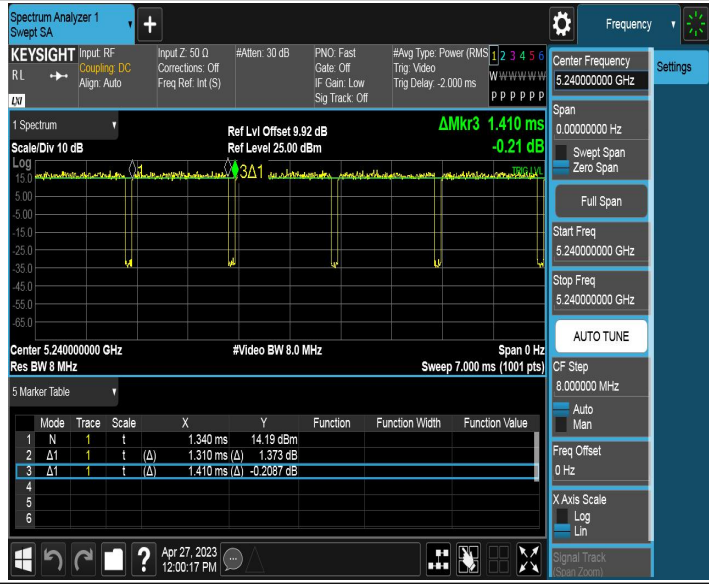 Spectrum Analyzer 1
Swept SA
Frequency
KEYSIGHT
RL
LXI
Input: RF
Coupling: DC
Align: Auto
Input Z: 50 Ω
Corrections: Off
Freq Ref: Int (S)
#Atten: 30 dB
PNO: Fast
Gate: Off
IF Gain: Low
Sig Track: Off
#Avg Type: Power (RMS
Trig: Video
Trig Delay: -2.000 ms
1 2 3 4 5 6
W W W W W W
P P P P P P
Center Frequency
5.240000000 GHz
Settings
Span
0.00000000 Hz
Swept Span
Zero Span
Full Span
Start Freq
5.240000000 GHz
Stop Freq
5.240000000 GHz
AUTO TUNE
CF Step
8.000000 MHz
Auto
Man
Freq Offset
0 Hz
X Axis Scale
Log
Lin
Signal Track
(Span Zoom)
1 Spectrum
Scale/Div 10 dB
Ref Lvl Offset 9.92 dB
Ref Level 25.00 dBm
ΔMkr3 1.410 ms
-0.21 dB
Log
15.0
5.00
-5.00
-15.0
-25.0
-35.0
-45.0
-55.0
-65.0
1
3Δ1
TRIG LVL
Center 5.240000000 GHz
Res BW 8 MHz
#Video BW 8.0 MHz
Span 0 Hz
Sweep 7.000 ms (1001 pts)
5 Marker Table
Mode Trace Scale X Y Function Function Width Function Value
1 N 1 t 1.340 ms 14.19 dBm
2 Δ1 1 t (Δ) 1.310 ms (Δ) 1.373 dB
3 Δ1 1 t (Δ) 1.410 ms (Δ) -0.2087 dB
4
5
6
?
Apr 27, 2023
12:00:17 PM